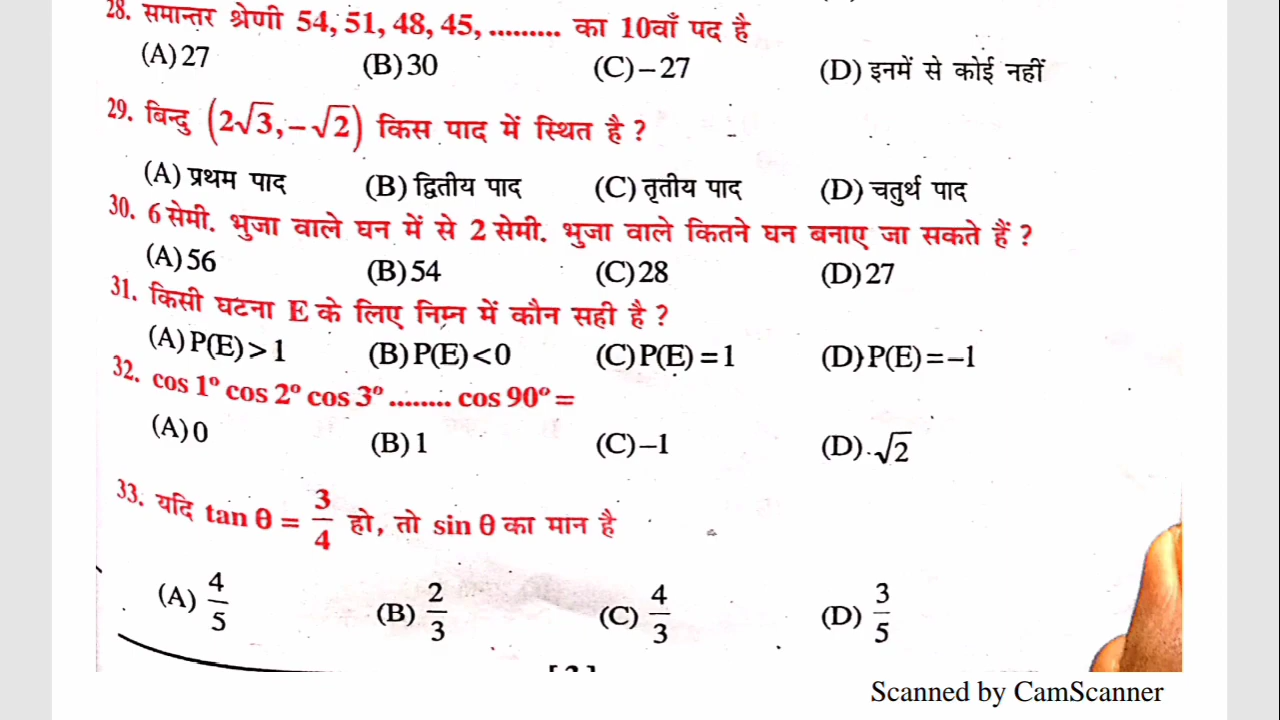 28. समान्तर श्रेणी 54, 51, 48, 45, ......... का 10वाँ पद है
(A) 27 (B) 30 (C) –27 (D) इनमें से कोई नहीं
29. बिन्दु (2√3, –√2) किस पाद में स्थित है ?
(A) प्रथम पाद (B) द्वितीय पाद (C) तृतीय पाद (D) चतुर्थ पाद
30. 6 सेमी. भुजा वाले घन में से 2 सेमी. भुजा वाले कितने घन बनाए जा सकते हैं ?
(A) 56 (B) 54 (C) 28 (D) 27
31. किसी घटना E के लिए निम्न में कौन सही है ?
(A) P(E) > 1 (B) P(E) < 0 (C) P(E) = 1 (D) P(E) = –1
32. cos 1° cos 2° cos 3° ........ cos 90° =
(A) 0 (B) 1 (C) –1 (D) √2
33. यदि tan θ = 3/4 हो, तो sin θ का मान है
(A) 4/5 (B) 2/3 (C) 4/3 (D) 3/5
Scanned by CamScanner